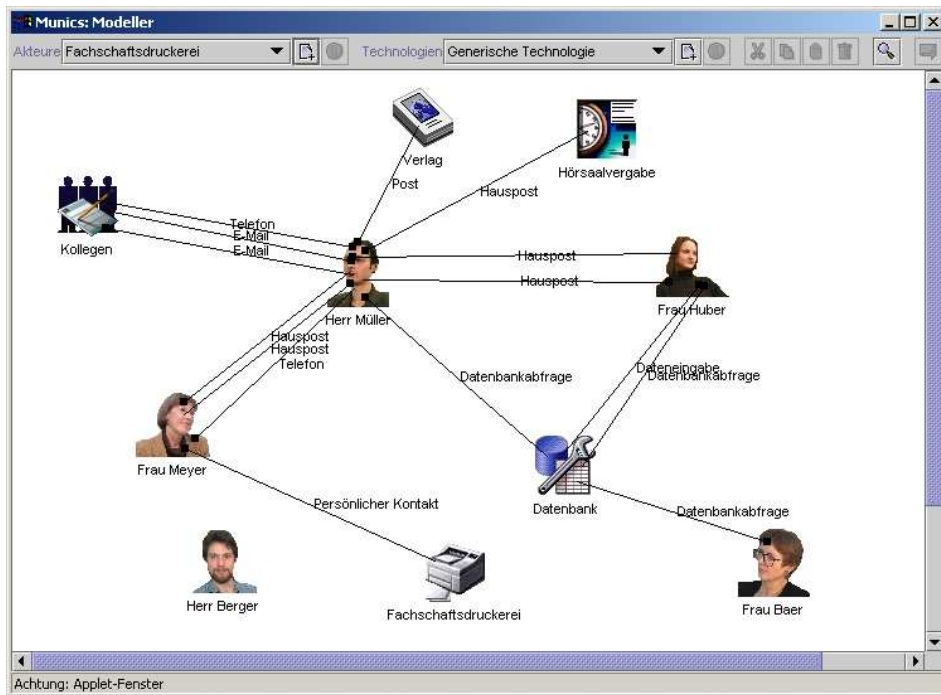 Munics: Modeller
Akteure Fachschaftsdruckerei Technologien Generische Technologie
Verlag
Hörsaalvergabe
Post
Hauspost
Kollegen
Telefon
E-Mail
E-Mail
Hauspost
Hauspost
Herr Müller
Frau Huber
Hauspost
Hauspost
Telefon
Datenbankabfrage
Dateneingabe
Datenbankabfrage
Frau Meyer
Persönlicher Kontakt
Datenbank
Datenbankabfrage
Herr Berger
Fachschaftsdruckerei
Frau Baer
Achtung: Applet-Fenster